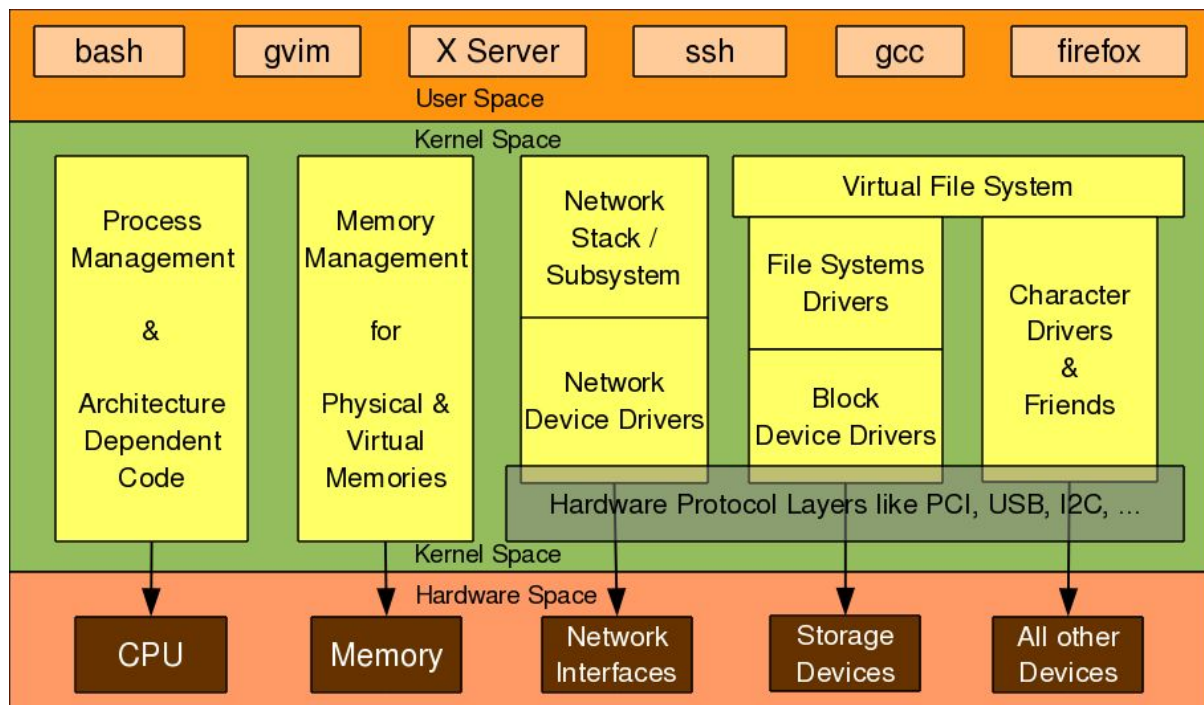 bash
gvim
X Server
ssh
gcc
firefox
User Space
Kernel Space
Process
Management
&
Architecture
Dependent
Code
Memory
Management
for
Physical &
Virtual
Memories
Network
Stack /
Subsystem
Network
Device Drivers
Virtual File System
File Systems
Drivers
Block
Device Drivers
Character
Drivers
&
Friends
Hardware Protocol Layers like PCI, USB, I2C, ...
Kernel Space
Hardware Space
CPU
Memory
Network
Interfaces
Storage
Devices
All other
Devices